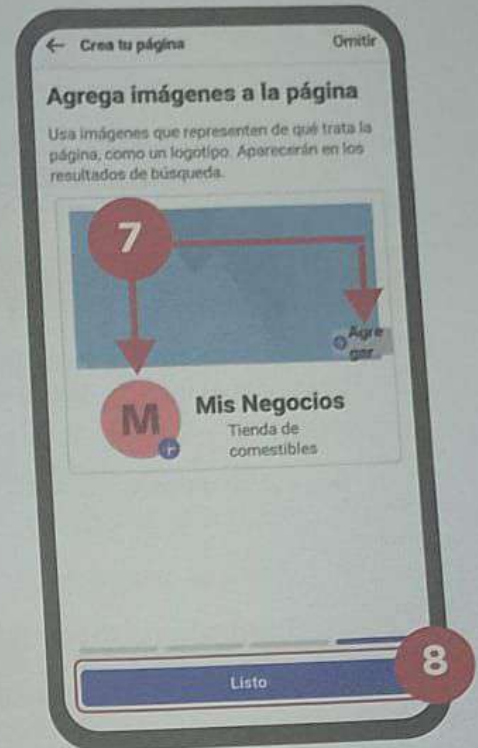 ← Crea tu página Omitir
Agrega imágenes a la página
Usa imágenes que representen de qué trata la
página, como un logotipo. Aparecerán en los
resultados de búsqueda.
7
Agre
gar...
M
Mis Negocios
Tienda de
comestibles
8
Listo